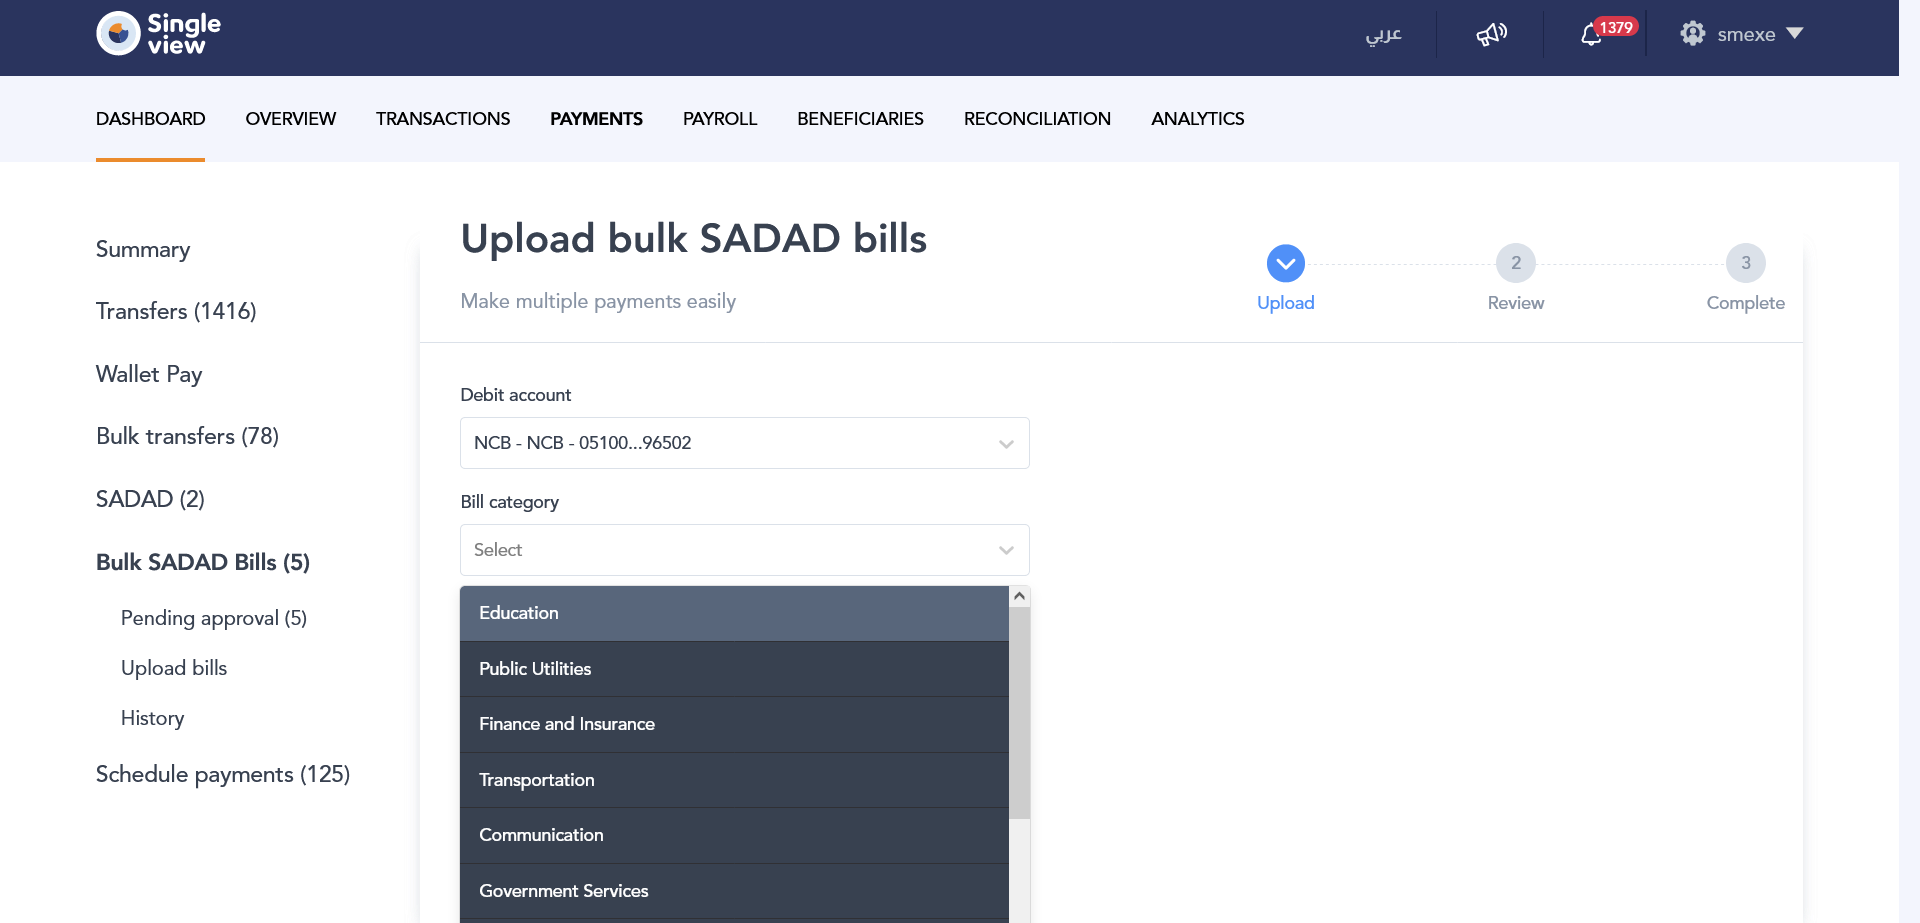 Single
view
عربي
1379
smexe
DASHBOARD
OVERVIEW
TRANSACTIONS
PAYMENTS
PAYROLL
BENEFICIARIES
RECONCILIATION
ANALYTICS
Summary
Transfers (1416)
Wallet Pay
Bulk transfers (78)
SADAD (2)
Bulk SADAD Bills (5)
Pending approval (5)
Upload bills
History
Schedule payments (125)
Upload bulk SADAD bills
Make multiple payments easily
Upload
2
Review
3
Complete
Debit account
NCB - NCB - 05100...96502
Bill category
Select
Education
Public Utilities
Finance and Insurance
Transportation
Communication
Government Services